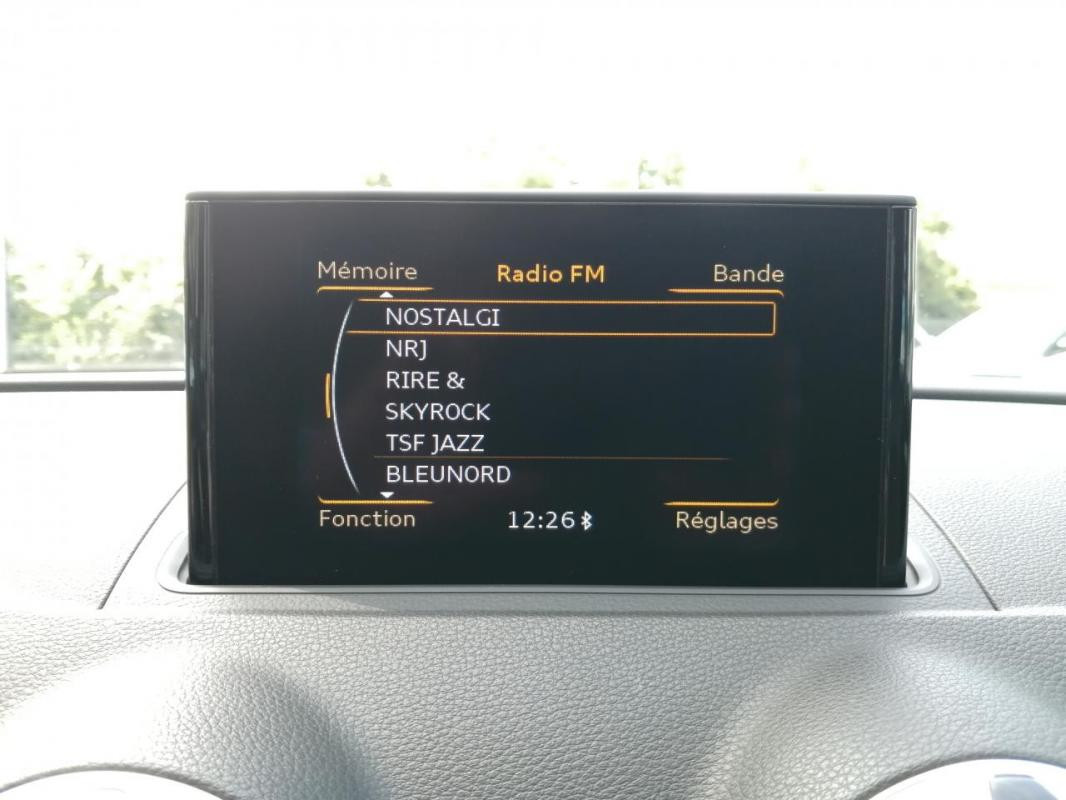 Mémoire Radio FM Bande
NOSTALGI
NRJ
RIRE &
SKYROCK
TSF JAZZ
BLEUNORD
Fonction 12:26 Réglages